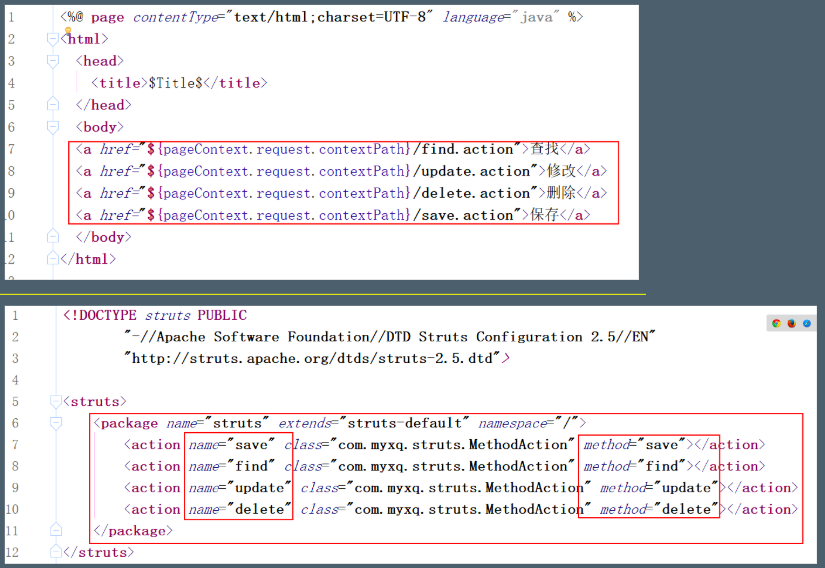 1 <%@ page contentType="text/html;charset=UTF-8" language="java" %>
2 <html>
3 <head>
4 <title>$Title$</title>
5 </head>
6 <body>
7 <a href="${pageContext.request.contextPath}/find.action">查找</a>
8 <a href="${pageContext.request.contextPath}/update.action">修改</a>
9 <a href="${pageContext.request.contextPath}/delete.action">删除</a>
.0 <a href="${pageContext.request.contextPath}/save.action">保存</a>
.1 </body>
.2 </html>
1 <!DOCTYPE struts PUBLIC
2 "-//Apache Software Foundation//DTD Struts Configuration 2.5//EN"
3 "http://struts.apache.org/dtds/struts-2.5.dtd">
4
5 <struts>
6 <package name="struts" extends="struts-default" namespace="/">
7 <action name="save" class="com.myxq.struts.MethodAction" method="save"></action>
8 <action name="find" class="com.myxq.struts.MethodAction" method="find"></action>
9 <action name="update" class="com.myxq.struts.MethodAction" method="update"></action>
10 <action name="delete" class="com.myxq.struts.MethodAction" method="delete"></action>
11 </package>
12 </struts>